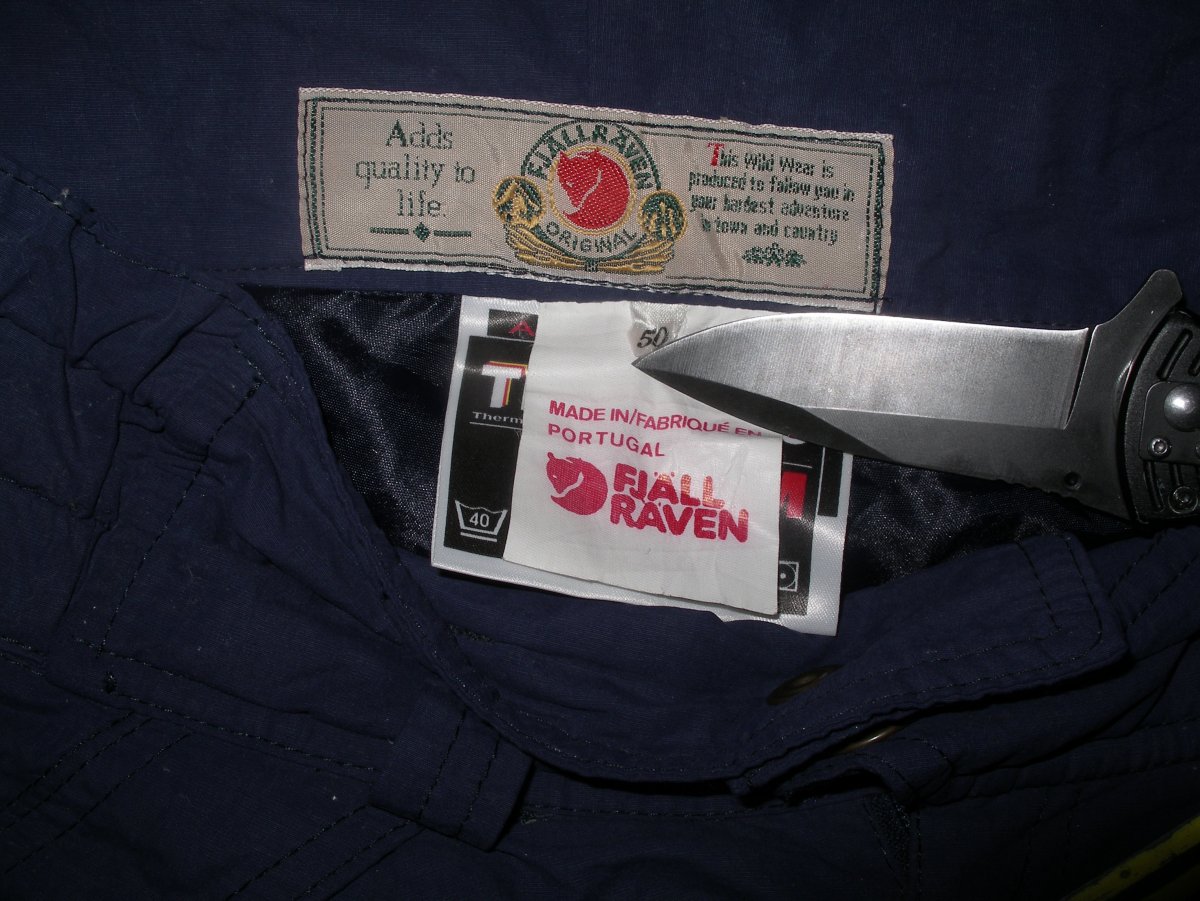 Adds
quality to
life.
FJÄLLRÄVEN
ORIGINAL
This Wild Wear is
produced to follow you in
your hardest adventure
in town and country
50
T
Therm
MADE IN/FABRIQUÉ EN
PORTUGAL
FJÄLL
RÄVEN
M
40